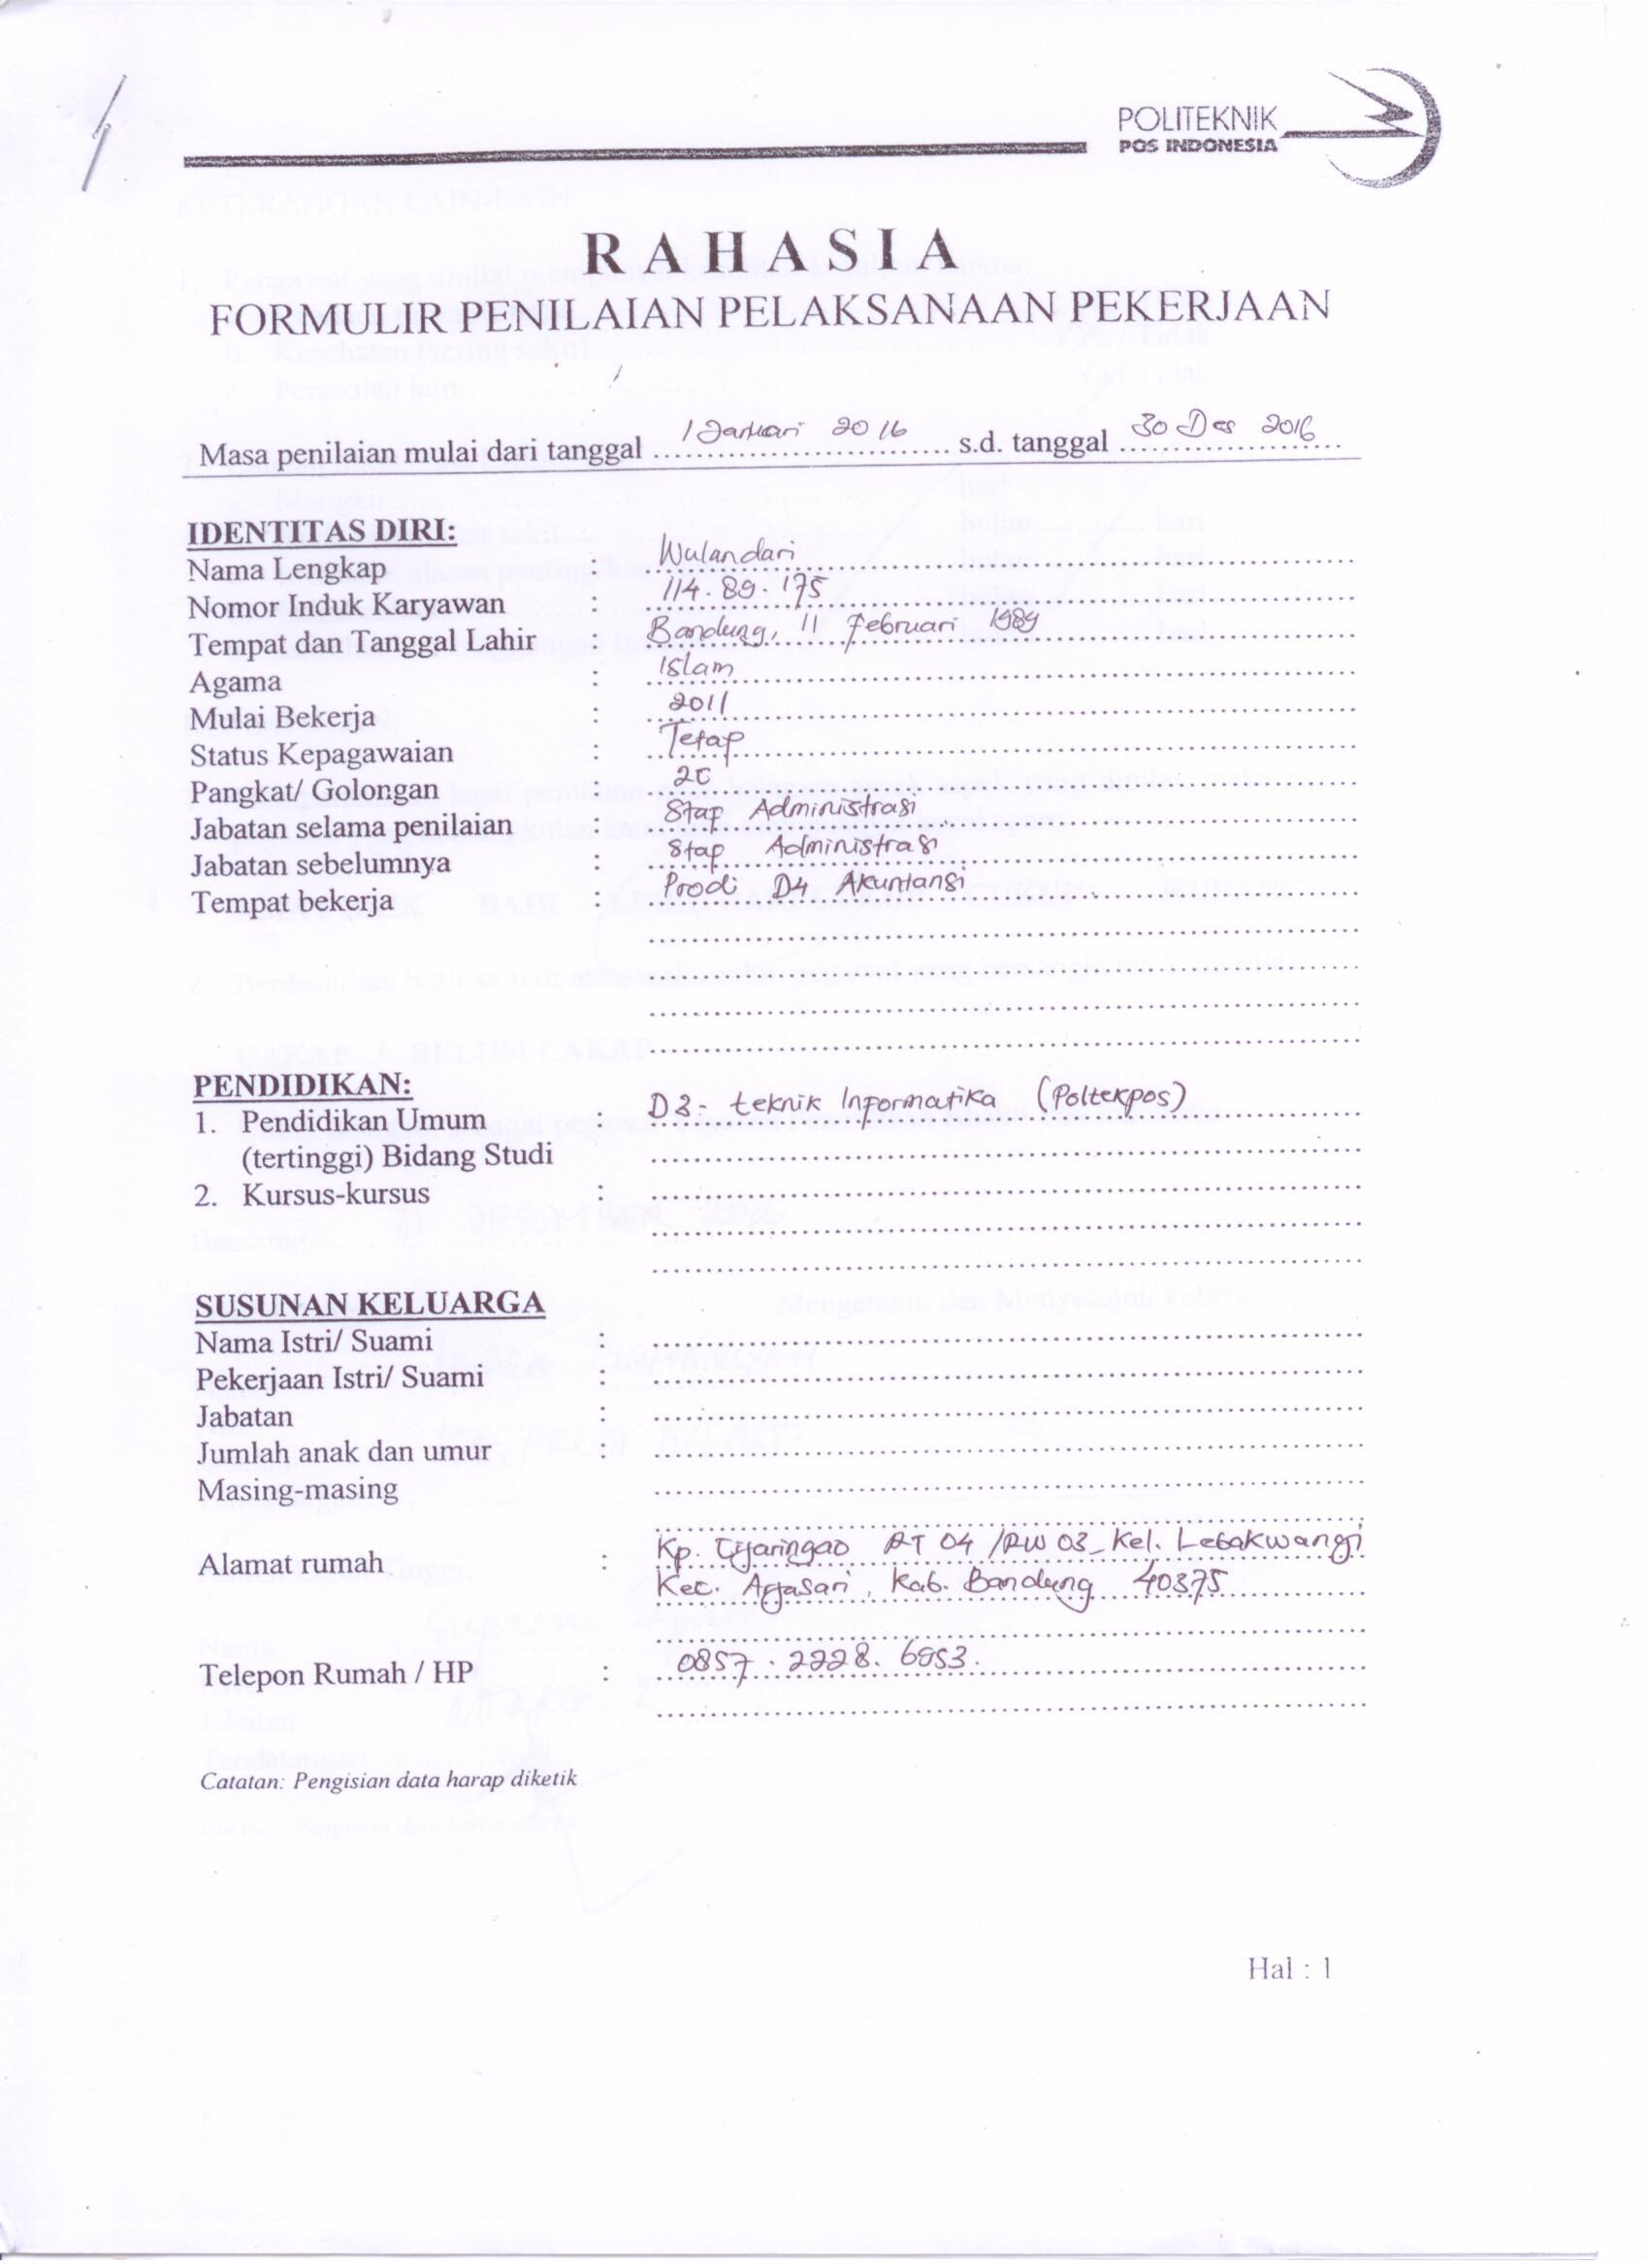 POLITEKNIK
POS INDONESIA
RAHASIA
FORMULIR PENILAIAN PELAKSANAAN PEKERJAAN
Masa penilaian mulai dari tanggal 1 Januari 2016 s.d. tanggal 30 Des 2016
IDENTITAS DIRI:
Nama Lengkap : Wulandari
Nomor Induk Karyawan : 114.89.175
Tempat dan Tanggal Lahir : Bandung, 11 Februari 1989
Agama : Islam
Mulai Bekerja : 2011
Status Kepagawaian : Tetap
Pangkat/ Golongan : 2C
Jabatan selama penilaian : Stap Administrasi
Jabatan sebelumnya : Stap Administrasi
Tempat bekerja : Prodi D4 Akuntansi
PENDIDIKAN:
1. Pendidikan Umum : D3 - teknik Informatika (Poltekpos)
(tertinggi) Bidang Studi
2. Kursus-kursus :
SUSUNAN KELUARGA
Nama Istri/ Suami :
Pekerjaan Istri/ Suami :
Jabatan :
Jumlah anak dan umur :
Masing-masing
Alamat rumah : Kp. RT 04 /RW 03_ Kel. Lebakwangi
Kec. Arjasari, Kab. Bandung 40375
Telepon Rumah / HP : 0857.2228.
Catatan: Pengisian data harap diketik
Hal : 1